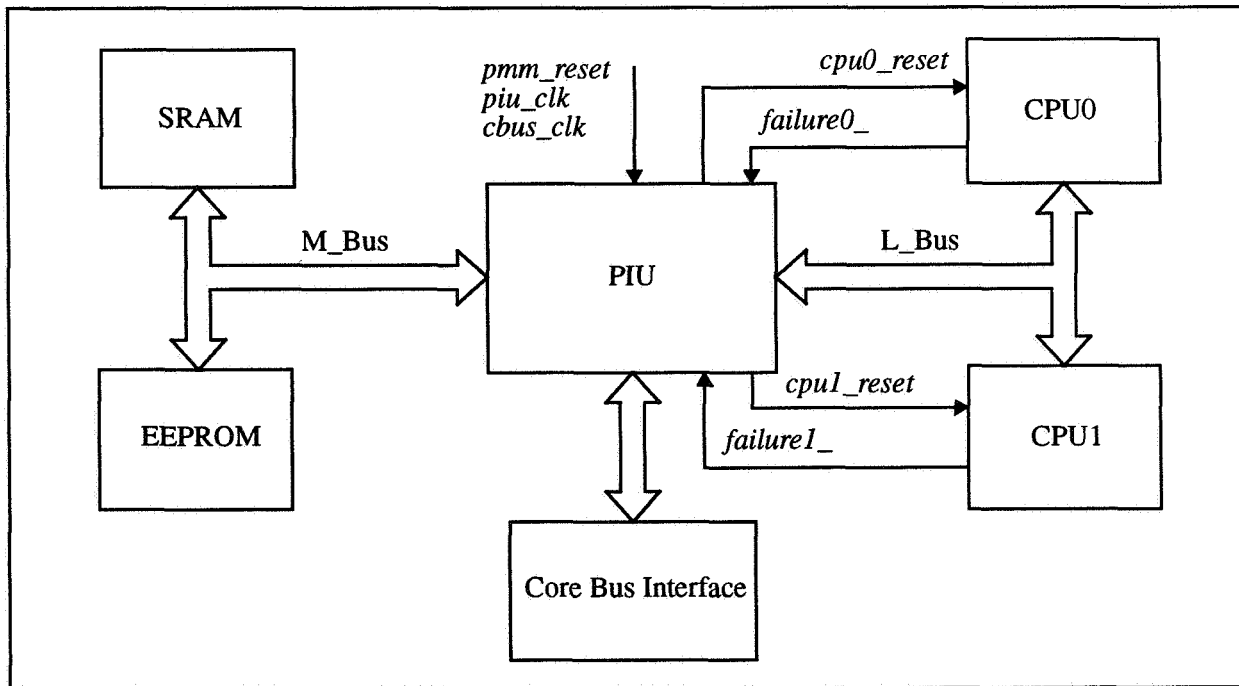 SRAM
pmm_reset
piu_clk
cbus_clk
cpu0_reset
failure0_
CPU0
M_Bus
PIU
L_Bus
EEPROM
cpu1_reset
failure1_
CPU1
Core Bus Interface